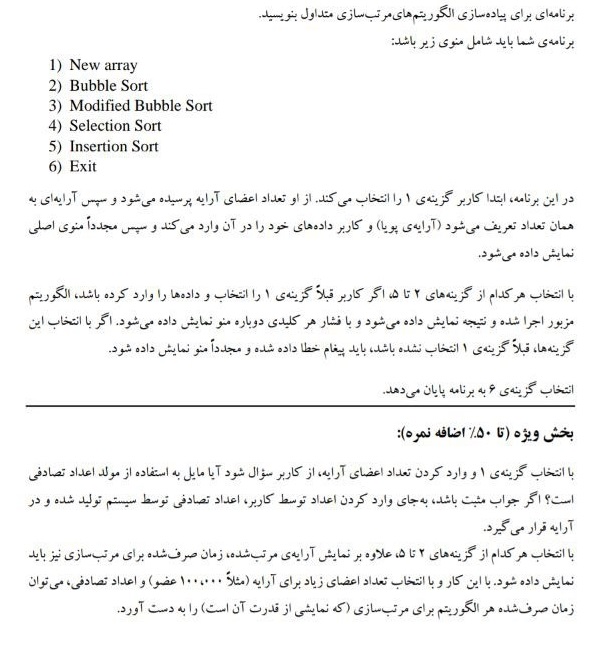 برنامه‌ای برای پیاده‌سازی الگوریتم‌های‌مرتب‌سازی متداول بنویسید.
برنامه‌ی شما باید شامل منوی زیر باشد:
1) New array
2) Bubble Sort
3) Modified Bubble Sort
4) Selection Sort
5) Insertion Sort
6) Exit
در این برنامه، ابتدا کاربر گزینه‌ی ۱ را انتخاب می‌کند. از او تعداد اعضای آرایه پرسیده می‌شود و سپس آرایه‌ای به
همان تعداد تعریف می‌شود (آرایه‌ی پویا) و کاربر داده‌های خود را در آن وارد می‌کند و سپس مجدداً منوی اصلی
نمایش داده می‌شود.
با انتخاب هرکدام از گزینه‌های ۲ تا ۵، اگر کاربر قبلاً گزینه‌ی ۱ را انتخاب و داده‌ها را وارد کرده باشد، الگوریتم
مزبور اجرا شده و نتیجه نمایش داده می‌شود و با فشار هر کلیدی دوباره منو نمایش داده می‌شود. اگر با انتخاب این
گزینه‌ها، قبلاً گزینه‌ی ۱ انتخاب نشده باشد، باید پیغام خطا داده شده و مجدداً منو نمایش داده شود.
انتخاب گزینه‌ی ۶ به برنامه پایان می‌دهد.
بخش ویژه (تا ۵۰٪ اضافه نمره):
با انتخاب گزینه‌ی ۱ و وارد کردن تعداد اعضای آرایه، از کاربر سؤال شود آیا مایل به استفاده از مولد اعداد تصادفی
است؟ اگر جواب مثبت باشد، به‌جای وارد کردن اعداد توسط کاربر، اعداد تصادفی توسط سیستم تولید شده و در
آرایه قرار می‌گیرد.
با انتخاب هرکدام از گزینه‌های ۲ تا ۵، علاوه بر نمایش آرایه‌ی مرتب‌شده، زمان صرف‌شده برای مرتب‌سازی نیز باید
نمایش داده شود. با این کار و با انتخاب تعداد اعضای زیاد برای آرایه (مثلاً ۱۰۰،۰۰۰ عضو) و اعداد تصادفی، می‌توان
زمان صرف‌شده هر الگوریتم برای مرتب‌سازی (که نمایشی از قدرت آن است) را به دست آورد.